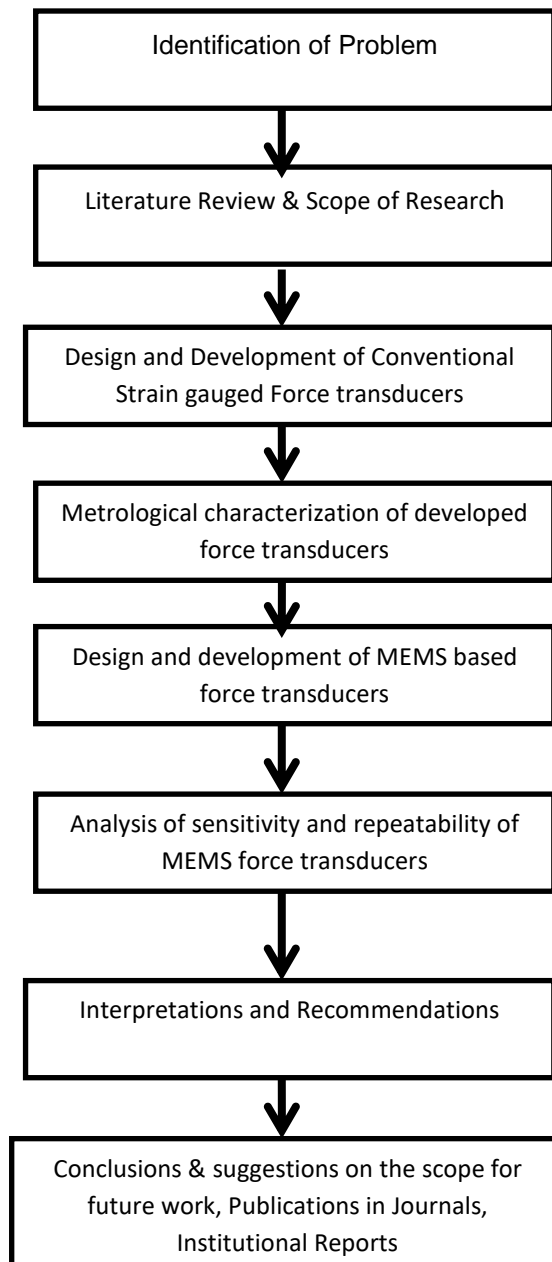 Identification of Problem
Literature Review & Scope of Research
Design and Development of Conventional
Strain gauged Force transducers
Metrological characterization of developed
force transducers
Design and development of MEMS based
force transducers
Analysis of sensitivity and repeatability of
MEMS force transducers
Interpretations and Recommendations
Conclusions & suggestions on the scope for
future work, Publications in Journals,
Institutional Reports